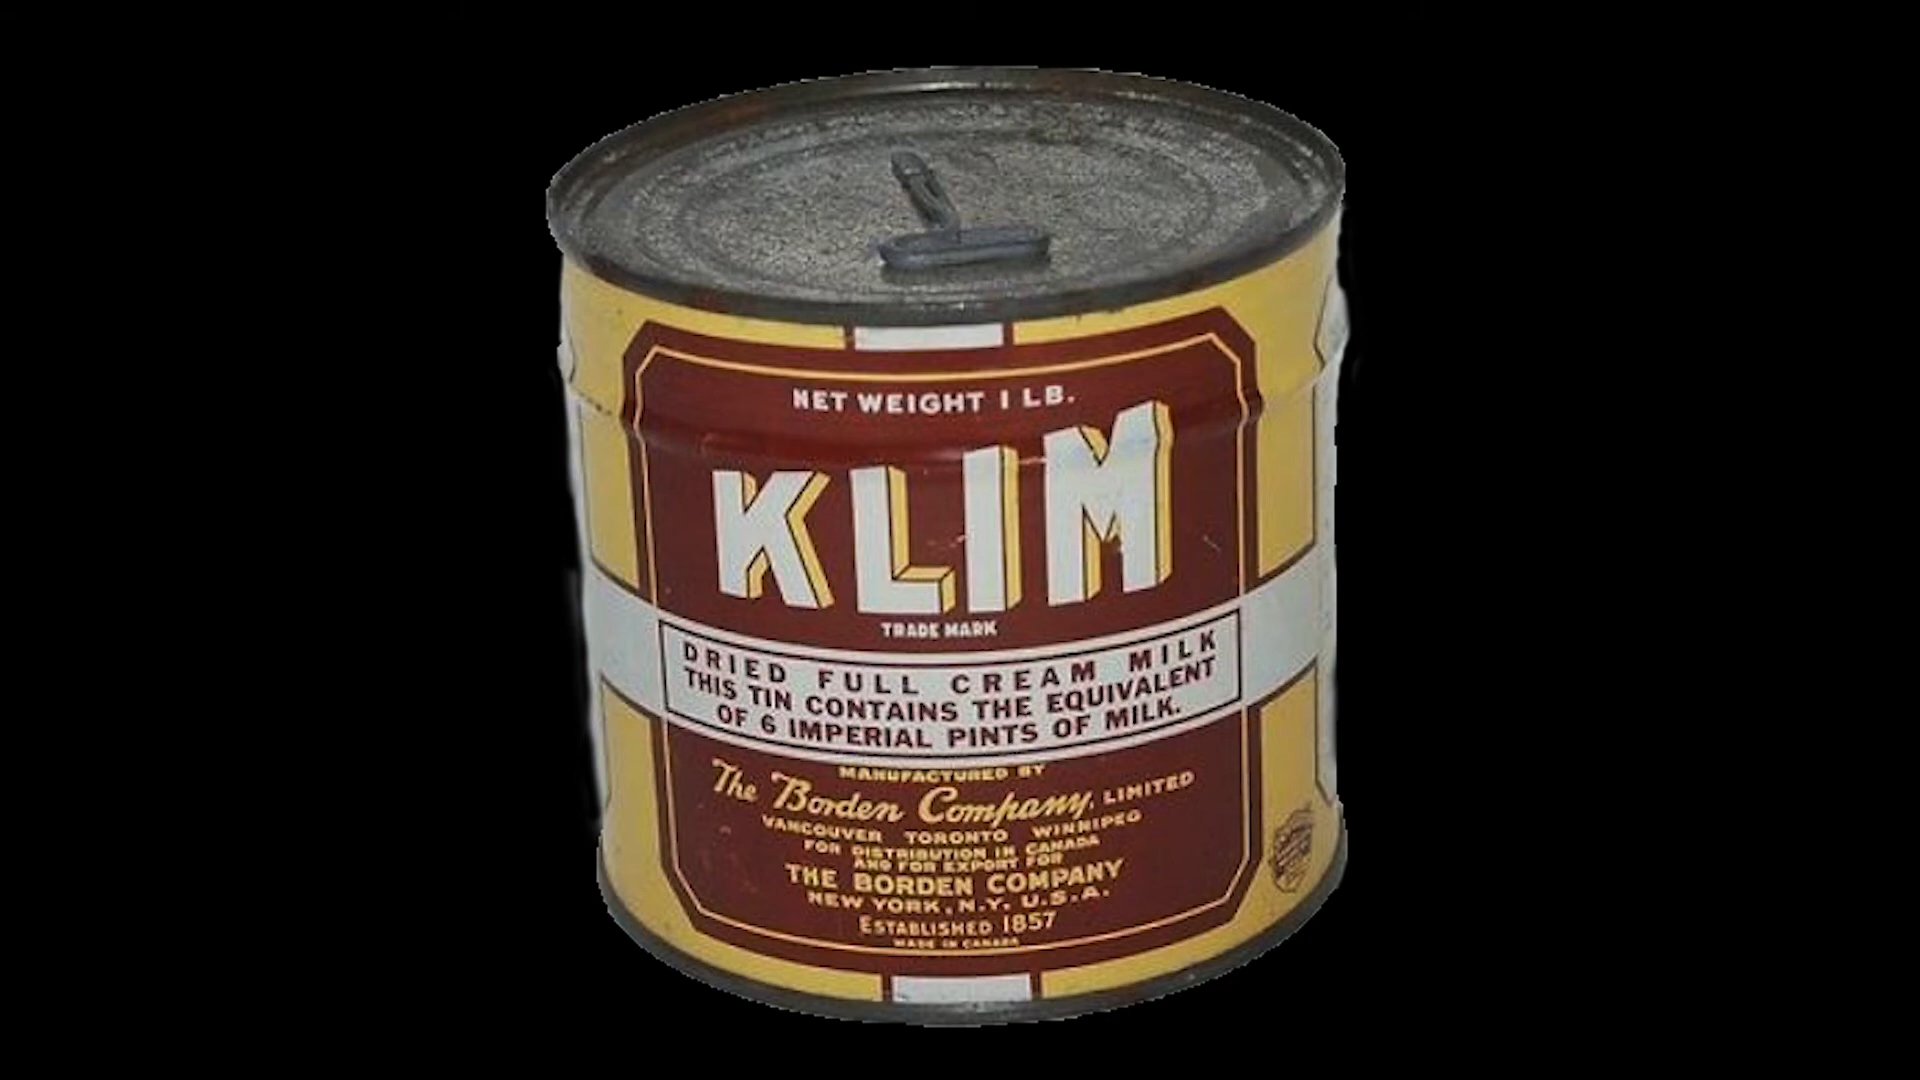 NET WEIGHT 1 LB.
KLIM
TRADE MARK
DRIED FULL CREAM MILK
THIS TIN CONTAINS THE EQUIVALENT
OF 6 IMPERIAL PINTS OF MILK.
MANUFACTURED BY
The Borden Company, LIMITED
VANCOUVER TORONTO WINNIPEG
FOR DISTRIBUTION IN CANADA
AND FOR EXPORT FOR
THE BORDEN COMPANY
NEW YORK, N.Y. U.S.A.
ESTABLISHED 1857
MADE IN CANADA